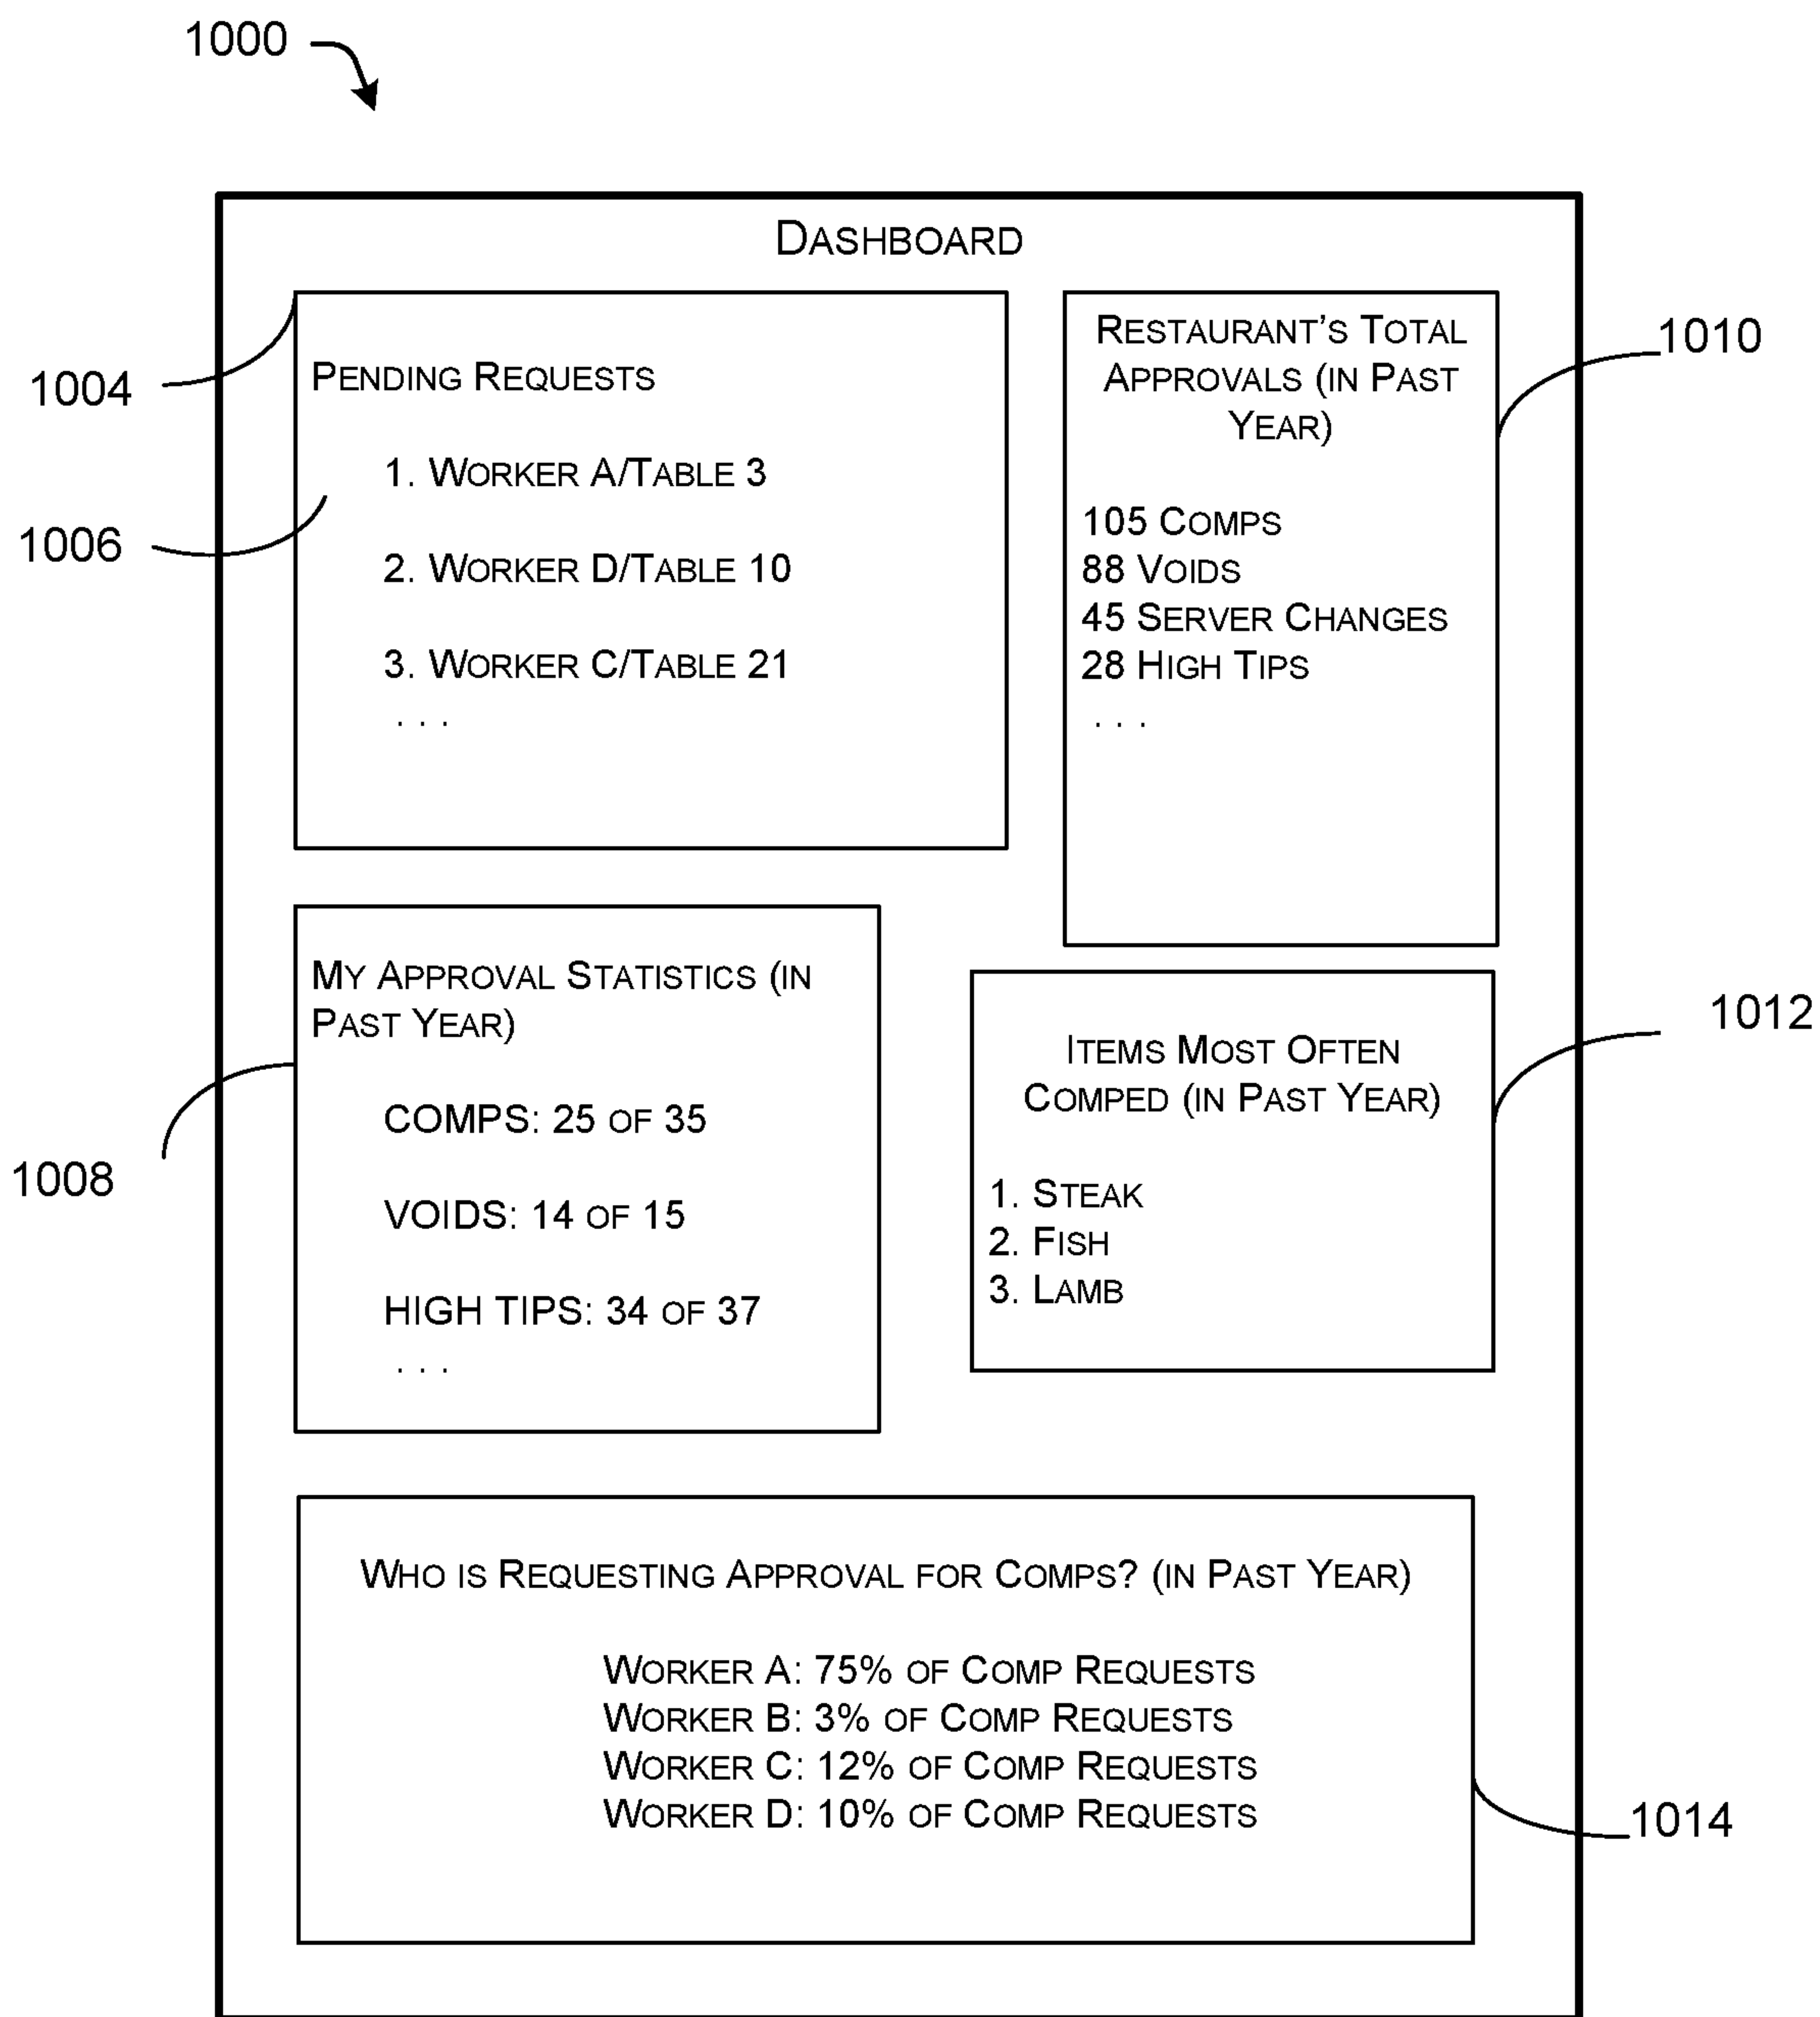 1000
DASHBOARD
1004
PENDING REQUESTS
1006
1. WORKER A/TABLE 3
2. WORKER D/TABLE 10
3. WORKER C/TABLE 21
. . .
RESTAURANT'S TOTAL
APPROVALS (IN PAST
YEAR)
1010
105 COMPS
88 VOIDS
45 SERVER CHANGES
28 HIGH TIPS
. . .
MY APPROVAL STATISTICS (IN
PAST YEAR)
1008
COMPS: 25 OF 35
VOIDS: 14 OF 15
HIGH TIPS: 34 OF 37
. . .
ITEMS MOST OFTEN
COMPED (IN PAST YEAR)
1012
1. STEAK
2. FISH
3. LAMB
WHO IS REQUESTING APPROVAL FOR COMPS? (IN PAST YEAR)
WORKER A: 75% OF COMP REQUESTS
WORKER B: 3% OF COMP REQUESTS
WORKER C: 12% OF COMP REQUESTS
WORKER D: 10% OF COMP REQUESTS
1014